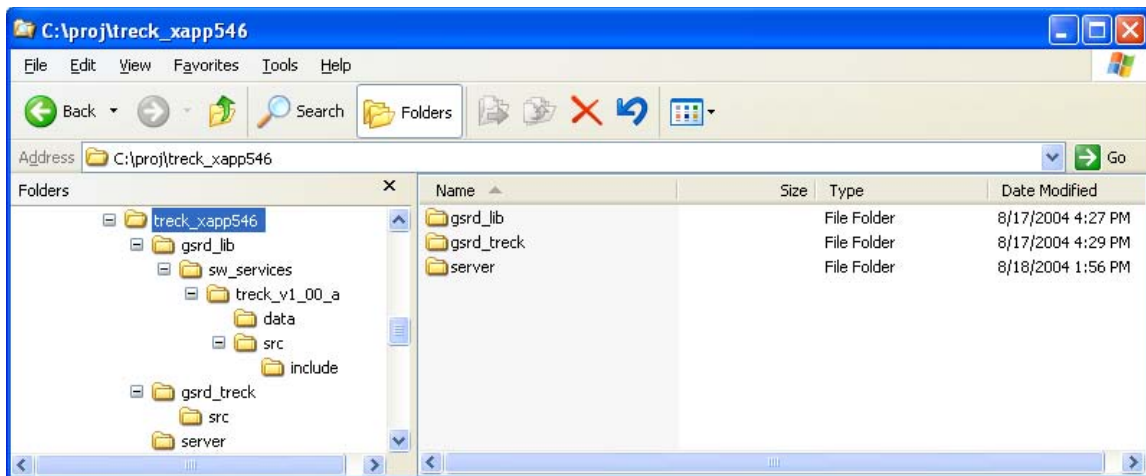 C:\proj\treck_xapp546
File Edit View Favorites Tools Help
Back Search Folders
Address C:\proj\treck_xapp546 Go
Folders x
treck_xapp546
gsrd_lib
sw_services
treck_v1_00_a
data
src
include
gsrd_treck
src
server
Name Size Type Date Modified
gsrd_lib File Folder 8/17/2004 4:27 PM
gsrd_treck File Folder 8/17/2004 4:29 PM
server File Folder 8/18/2004 1:56 PM